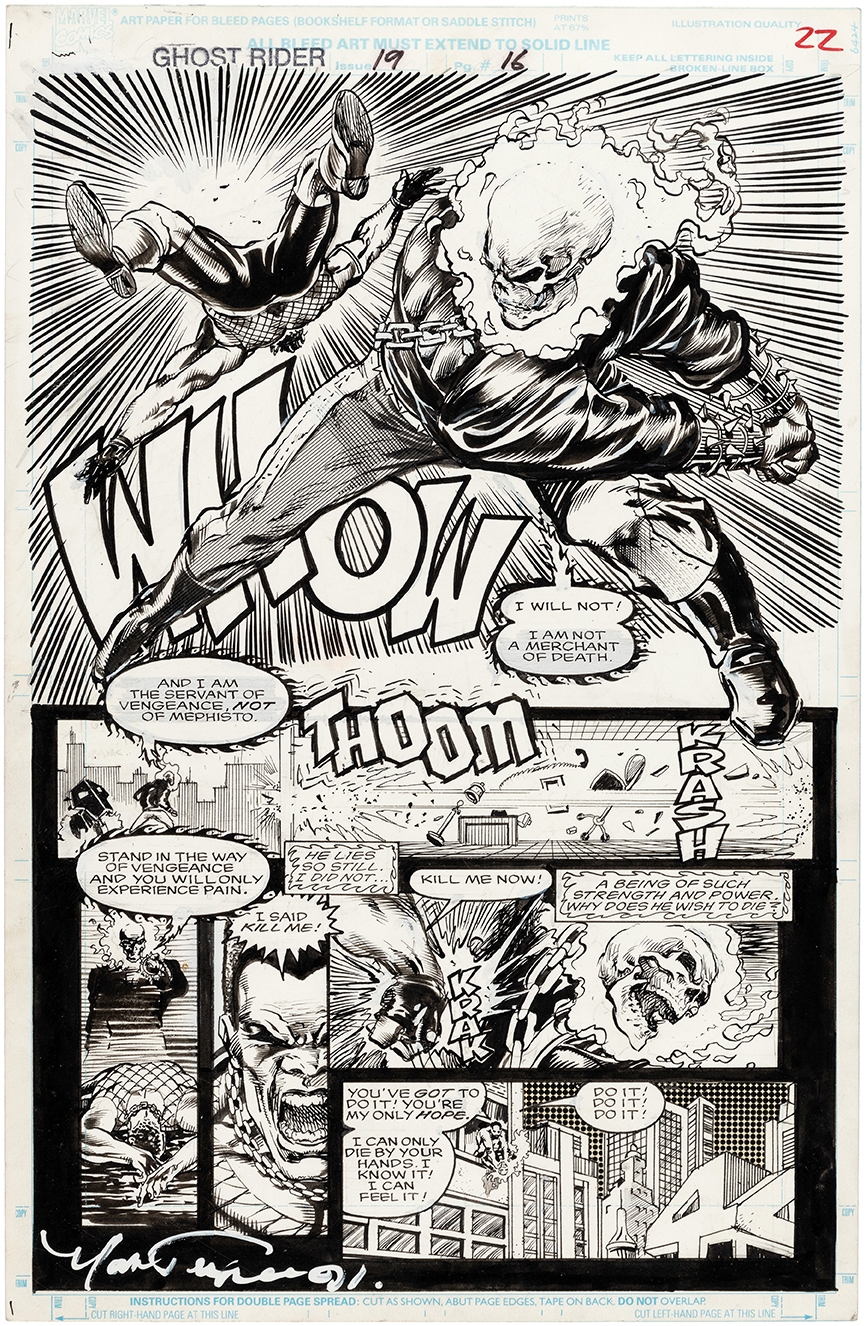 MARVEL COMICS
ART PAPER FOR BLEED PAGES (BOOKSHELF FORMAT OR SADDLE STITCH)
PRINTS
AT 67%
ILLUSTRATION QUALITY
22
ALL BLEED ART MUST EXTEND TO SOLID LINE
GHOST RIDER
Issue
19
Pg. #
16
KEEP ALL LETTERING INSIDE
BROKEN-LINE BOX
COPY
TRIM
WHOW
I WILL NOT!
I AM NOT
A MERCHANT
OF DEATH.
AND I AM
THE SERVANT OF
VENGEANCE, NOT
OF MEPHISTO.
THOOM
KRASH
STAND IN THE WAY
OF VENGEANCE
AND YOU WILL ONLY
EXPERIENCE PAIN.
HE LIES
SO STILL.
I DID NOT...
I SAID
KILL ME!
KILL ME NOW!
KRAK
A BEING OF SUCH
STRENGTH AND POWER,
WHY DOES HE WISH TO DIE?
YOU'VE GOT TO
DO IT! YOU'RE
MY ONLY HOPE.
I CAN ONLY
DIE BY YOUR
HANDS. I
KNOW IT!
I CAN
FEEL IT!
DO IT!
DO IT!
DO IT!
91.
COPY
TRIM
INSTRUCTIONS FOR DOUBLE PAGE SPREAD: CUT AS SHOWN, ABUT PAGE EDGES, TAPE ON BACK. DO NOT OVERLAP.
CUT RIGHT-HAND PAGE AT THIS LINE
CUT LEFT-HAND PAGE AT THIS LINE